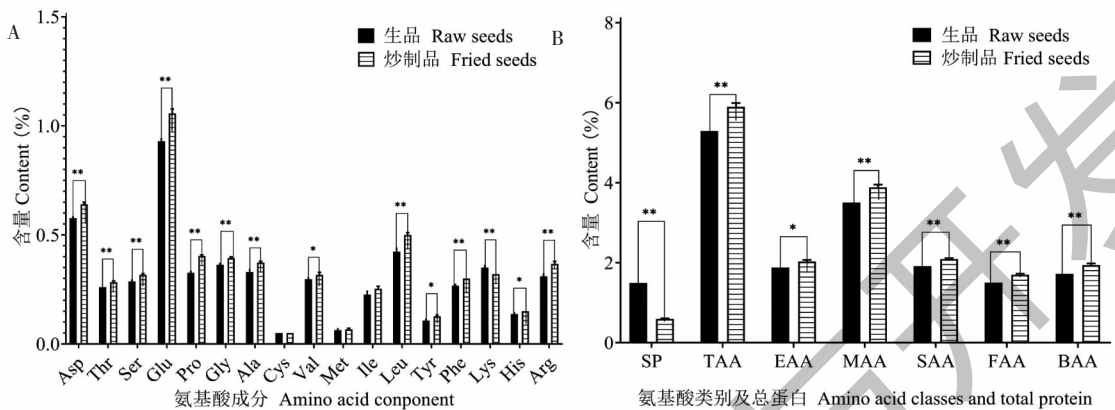 A
生品 Raw seeds
炒制品 Fried seeds
含量 Content (%)
1.5
1.0
0.5
0.0
** ** ** ** ** ** ** * ** * ** ** * **
Asp Thr Ser Glu Pro Gly Ala Cys Val Met Ile Leu Tyr Phe Lys His Arg
氨基酸成分 Amino acid conponent
B
生品 Raw seeds
炒制品 Fried seeds
含量 Content (%)
8
6
4
2
0
** ** * ** ** ** **
SP TAA EAA MAA SAA FAA BAA
氨基酸类别及总蛋白 Amino acid classes and total protein
开发